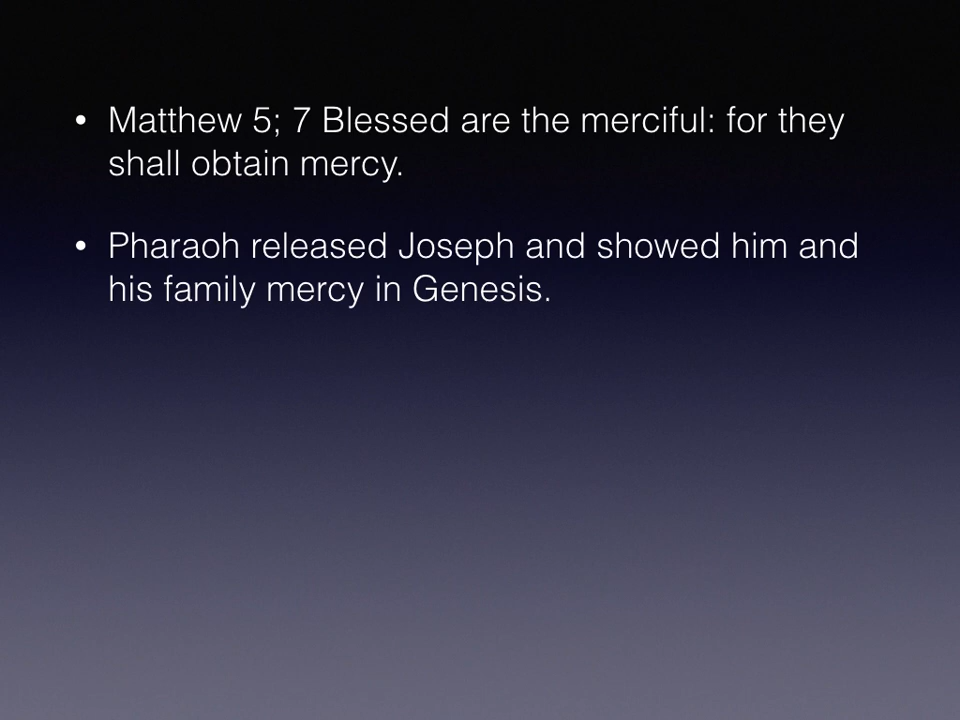 • Matthew 5; 7 Blessed are the merciful: for they
shall obtain mercy.
• Pharaoh released Joseph and showed him and
his family mercy in Genesis.